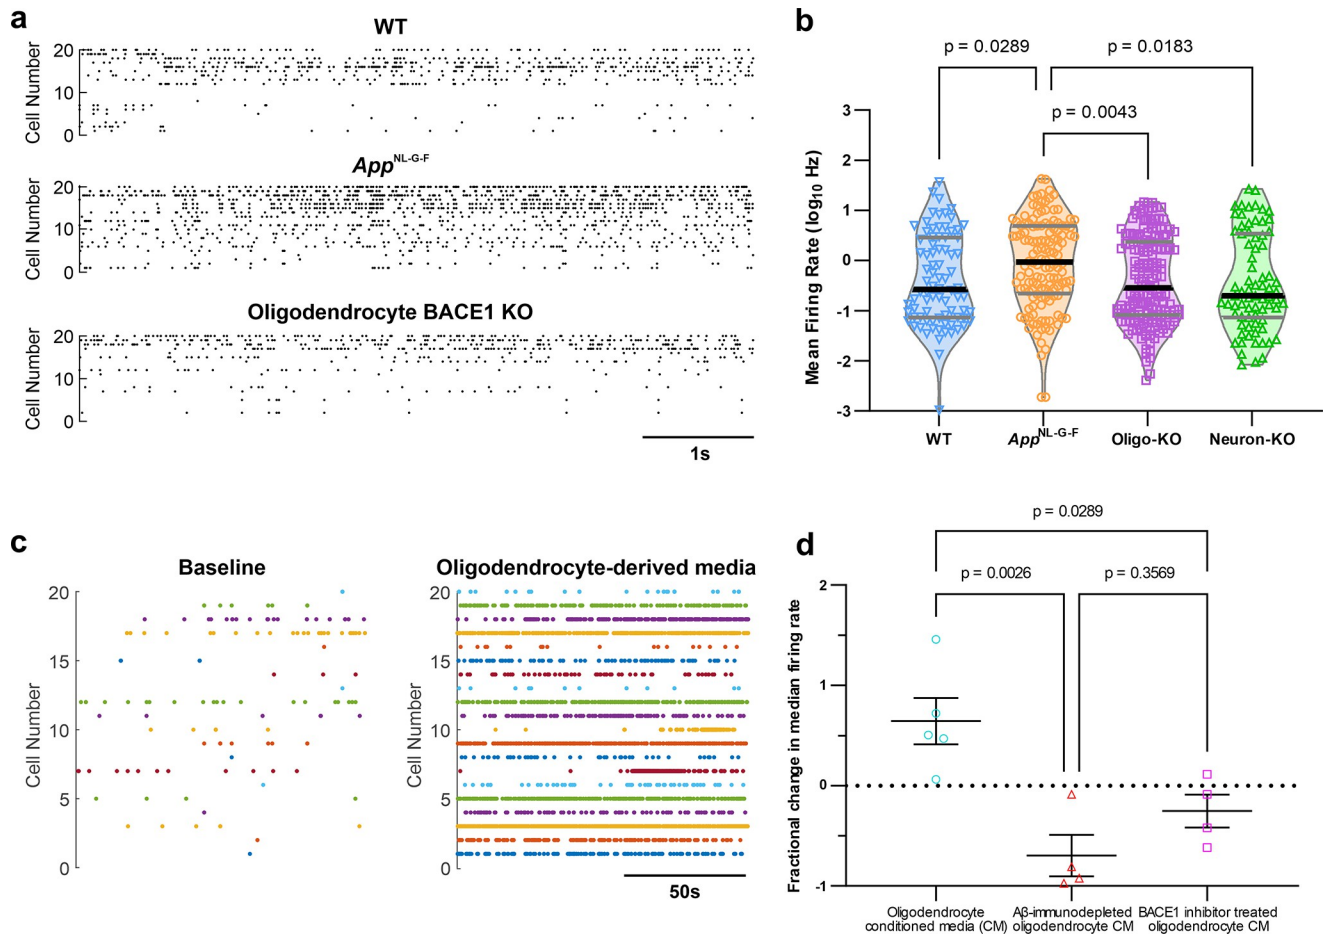 a
WT
Cell Number
20
10
0
App^NL-G-F
Cell Number
20
10
0
Oligodendrocyte BACE1 KO
Cell Number
20
10
0
1s
b
p = 0.0289
p = 0.0183
p = 0.0043
Mean Firing Rate (log₁₀ Hz)
3
2
1
0
-1
-2
-3
WT
App^NL-G-F
Oligo-KO
Neuron-KO
c
Baseline
Cell Number
20
15
10
5
0
Oligodendrocyte-derived media
Cell Number
20
15
10
5
0
50s
d
p = 0.0289
p = 0.0026
p = 0.3569
Fractional change in median firing rate
2
1
0
-1
Oligodendrocyte
conditioned media (CM)
Aβ-immunodepleted
oligodendrocyte CM
BACE1 inhibitor treated
oligodendrocyte CM